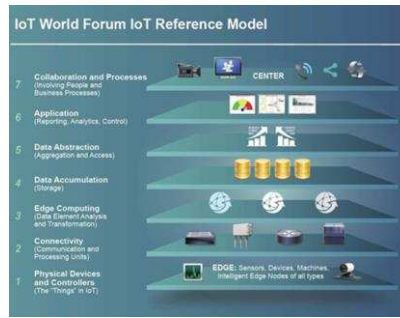 IoT World Forum IoT Reference Model
CENTER
7
Collaboration and Processes
(Involving People and
Business Processes)
6
Application
(Reporting, Analytics, Control)
5
Data Abstraction
(Aggregation and Access)
4
Data Accumulation
(Storage)
3
Edge Computing
(Data Element Analysis
and Transformation)
2
Connectivity
(Communication and
Processing Units)
1
Physical Devices
and Controllers
(The "Things" in IoT)
EDGE: Sensors, Devices, Machines,
Intelligent Edge Nodes of all types